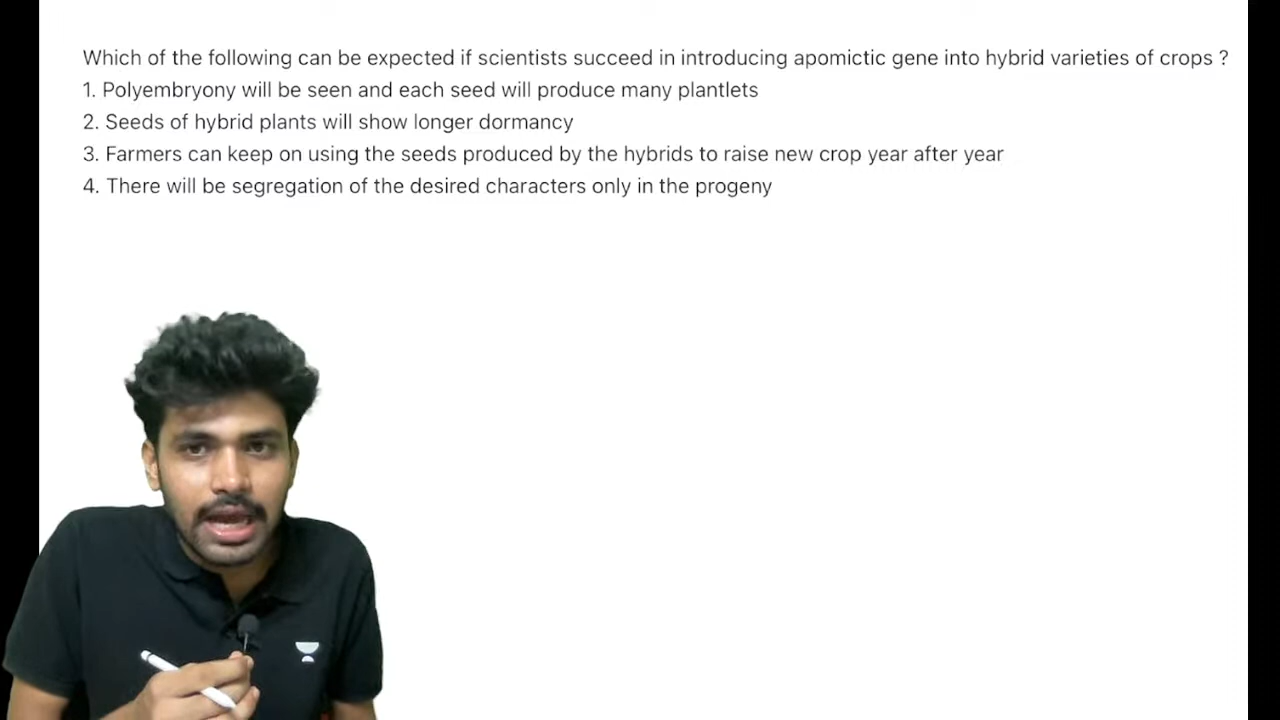 Which of the following can be expected if scientists succeed in introducing apomictic gene into hybrid varieties of crops ?
1. Polyembryony will be seen and each seed will produce many plantlets
2. Seeds of hybrid plants will show longer dormancy
3. Farmers can keep on using the seeds produced by the hybrids to raise new crop year after year
4. There will be segregation of the desired characters only in the progeny